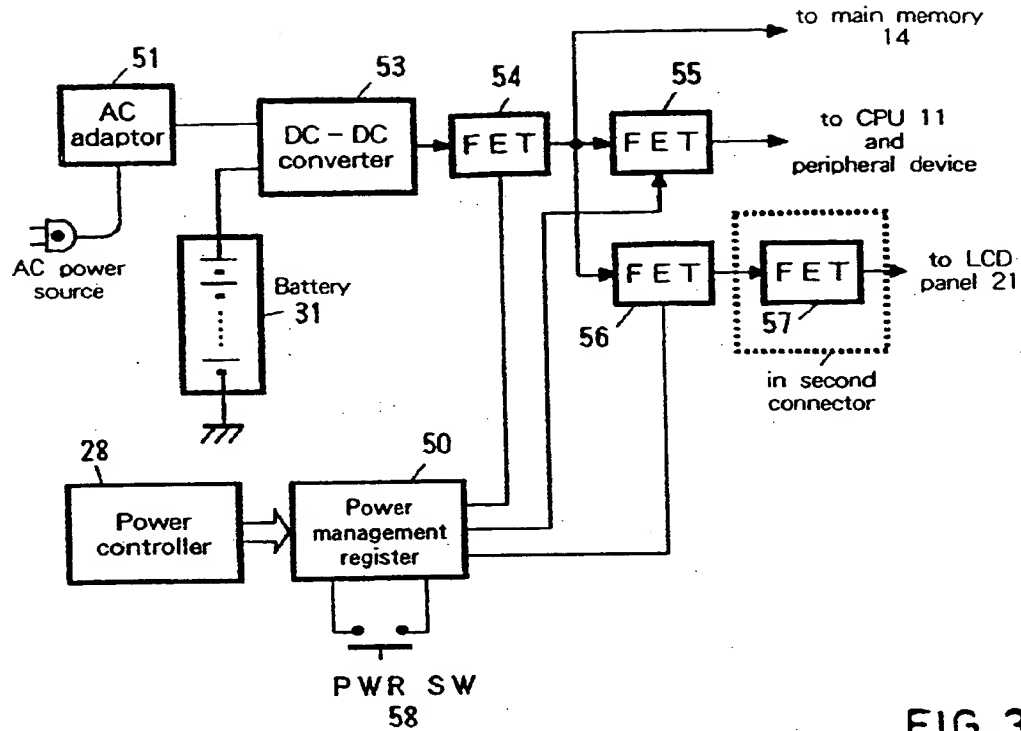 to main memory
14
51
AC
adaptor
53
DC - DC
converter
54
FET
55
FET
to CPU 11
and
peripheral device
AC power
source
Battery
31
FET
56
FET
57
to LCD
panel 21
in second
connector
28
Power
controller
50
Power
management
register
PWR SW
58
FIG. 3